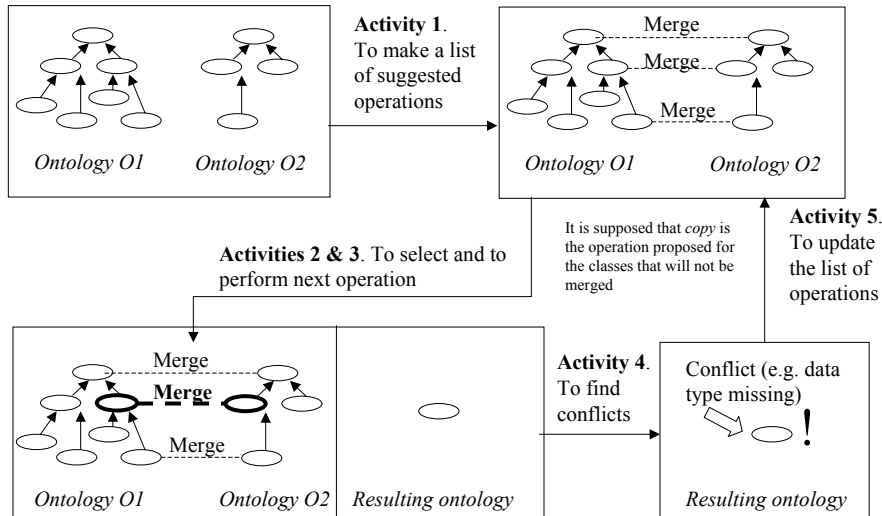 Activity 1.
To make a list
of suggested
operations
Ontology O1
Ontology O2
Merge
Merge
Merge
Ontology O1
Ontology O2
Activities 2 & 3. To select and to
perform next operation
It is supposed that copy is
the operation proposed for
the classes that will not be
merged
Activity 5.
To update
the list of
operations
Merge
Merge
Merge
Ontology O1
Ontology O2
Resulting ontology
Activity 4.
To find
conflicts
Conflict (e.g. data
type missing)
!
Resulting ontology